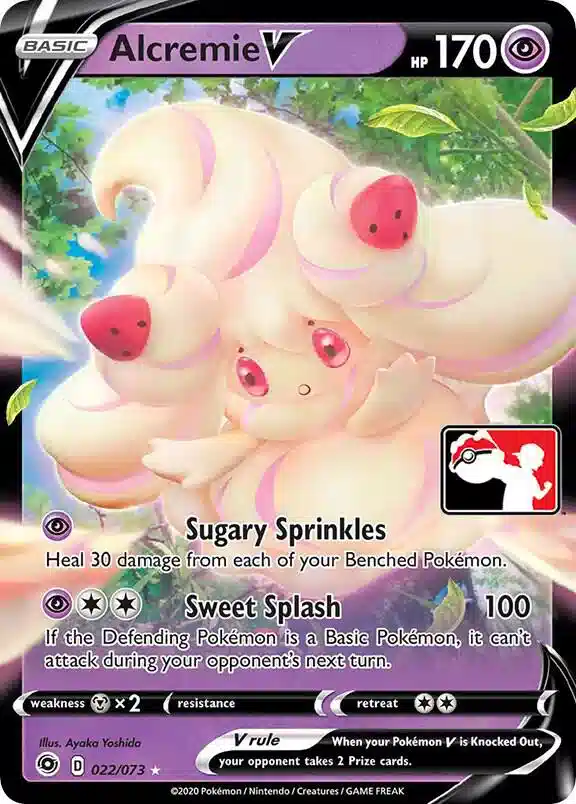 BASIC Alcremie V HP 170
Sugary Sprinkles
Heal 30 damage from each of your Benched Pokémon.
Sweet Splash 100
If the Defending Pokémon is a Basic Pokémon, it can't
attack during your opponent's next turn.
weakness ×2 resistance retreat
Illus. Ayaka Yoshida
V rule When your Pokémon V is Knocked Out,
your opponent takes 2 Prize cards.
D 022/073 ★
©2020 Pokémon / Nintendo / Creatures / GAME FREAK